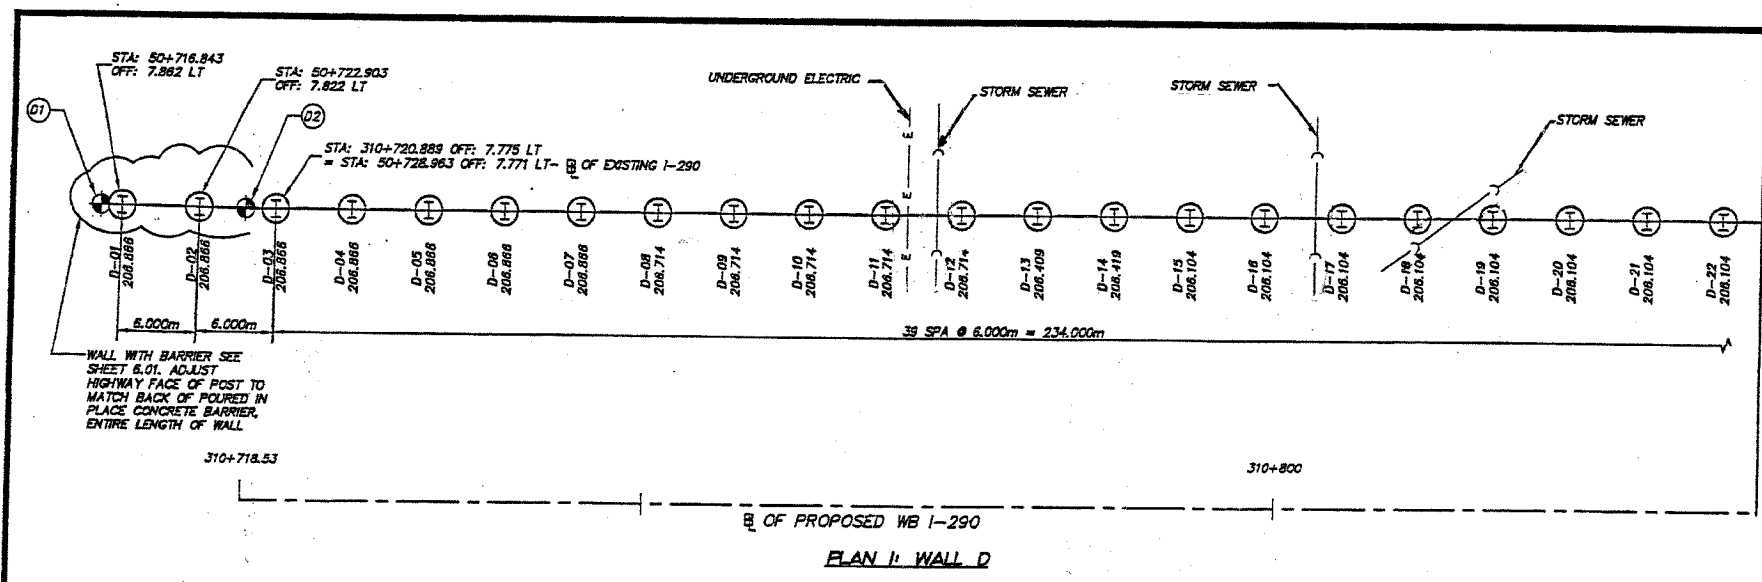 STA: 50+716.843
OFF: 7.862 LT
STA: 50+722.903
OFF: 7.822 LT
D1
D2
STA: 310+720.889 OFF: 7.775 LT
= STA: 50+728.963 OFF: 7.771 LT- B OF EXISTING I-290
UNDERGROUND ELECTRIC
STORM SEWER
STORM SEWER
STORM SEWER
E
E
E
D-01
206.866
D-02
206.866
D-03
206.866
D-04
206.866
D-05
206.866
D-06
206.866
D-07
206.866
D-08
206.714
D-09
206.714
D-10
206.714
D-11
206.714
D-12
206.714
D-13
206.409
D-14
206.419
D-15
206.104
D-16
206.104
D-17
206.104
D-18
206.104
D-19
206.104
D-20
206.104
D-21
206.104
D-22
206.104
6.000m
6.000m
39 SPA @ 6.000m = 234.000m
WALL WITH BARRIER SEE
SHEET 6.01. ADJUST
HIGHWAY FACE OF POST TO
MATCH BACK OF POURED IN
PLACE CONCRETE BARRIER,
ENTIRE LENGTH OF WALL
310+718.53
310+800
B OF PROPOSED WB I-290
PLAN I: WALL D